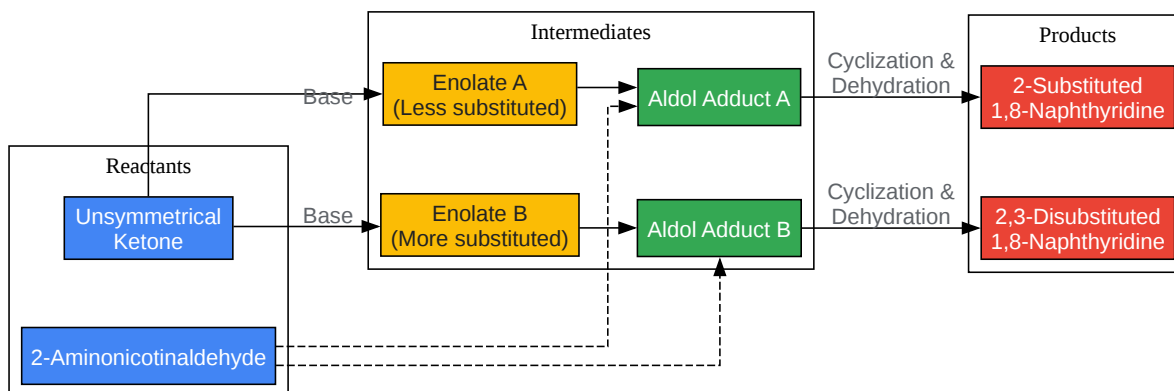 Intermediates
Products
Reactants
Base
Enolate A
(Less substituted)
Aldol Adduct A
Cyclization &
Dehydration
2-Substituted
1,8-Naphthyridine
Unsymmetrical
Ketone
Base
Enolate B
(More substituted)
Aldol Adduct B
Cyclization &
Dehydration
2,3-Disubstituted
1,8-Naphthyridine
2-Aminonicotinaldehyde